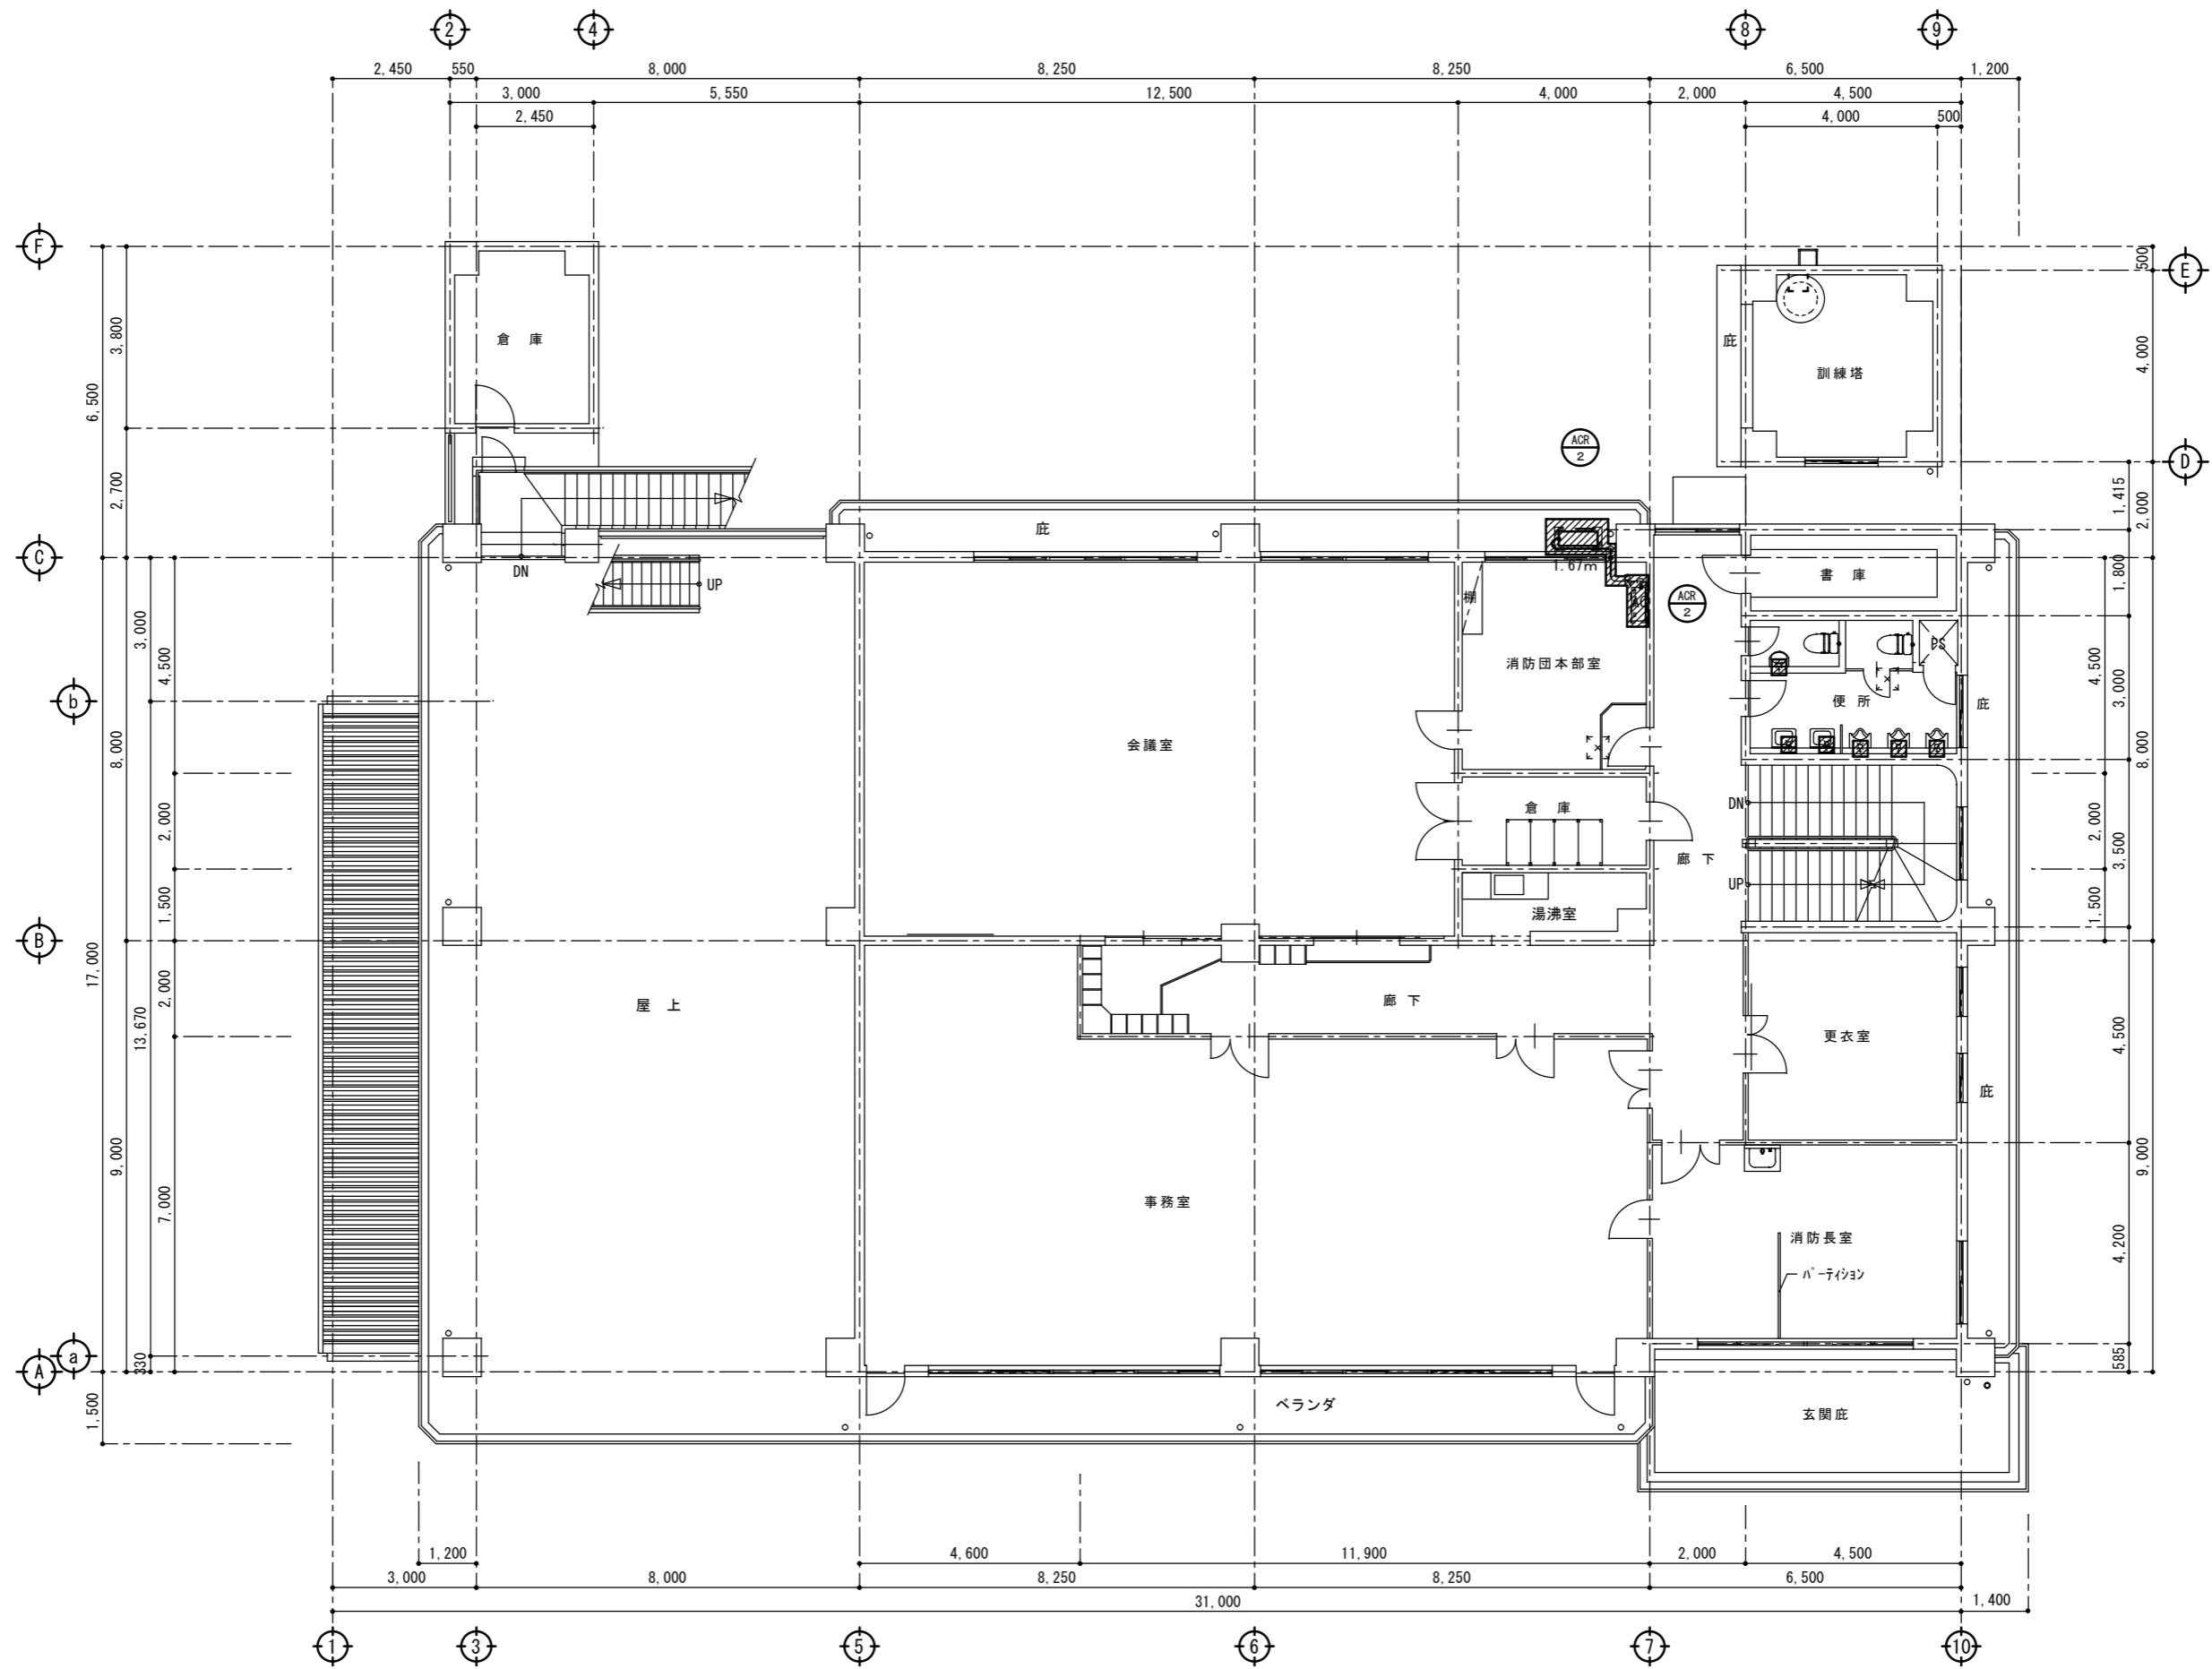 2 4 8 9
2,450 550 8,000 8,250 8,250 6,500 1,200
3,000 5,550 12,500 4,000 2,000 4,500
2,450 4,000 500
F
E
D
C
b
B
a
A
6,500
3,800
2,700
3,000
4,500
8,000
2,000
1,500
17,000
13,670
2,000
9,000
7,000
330
1,500
500
4,000
1,415
2,000
1,800
4,500
3,000
8,000
2,000
3,500
1,500
4,500
9,000
4,200
585
倉 庫
庇
訓練塔
ACR
2
庇
DN
UP
1.67m
棚
ACR
2
書 庫
消防団本部室
PS
便 所
庇
会議室
倉 庫
DN
廊 下
UP
湯沸室
屋 上
廊 下
更衣室
庇
事務室
消防長室
パーティション
ベランダ
玄関庇
1,200 4,600 11,900 2,000 4,500
3,000 8,000 8,250 8,250 6,500
31,000 1,400
1 3 5 6 7 10